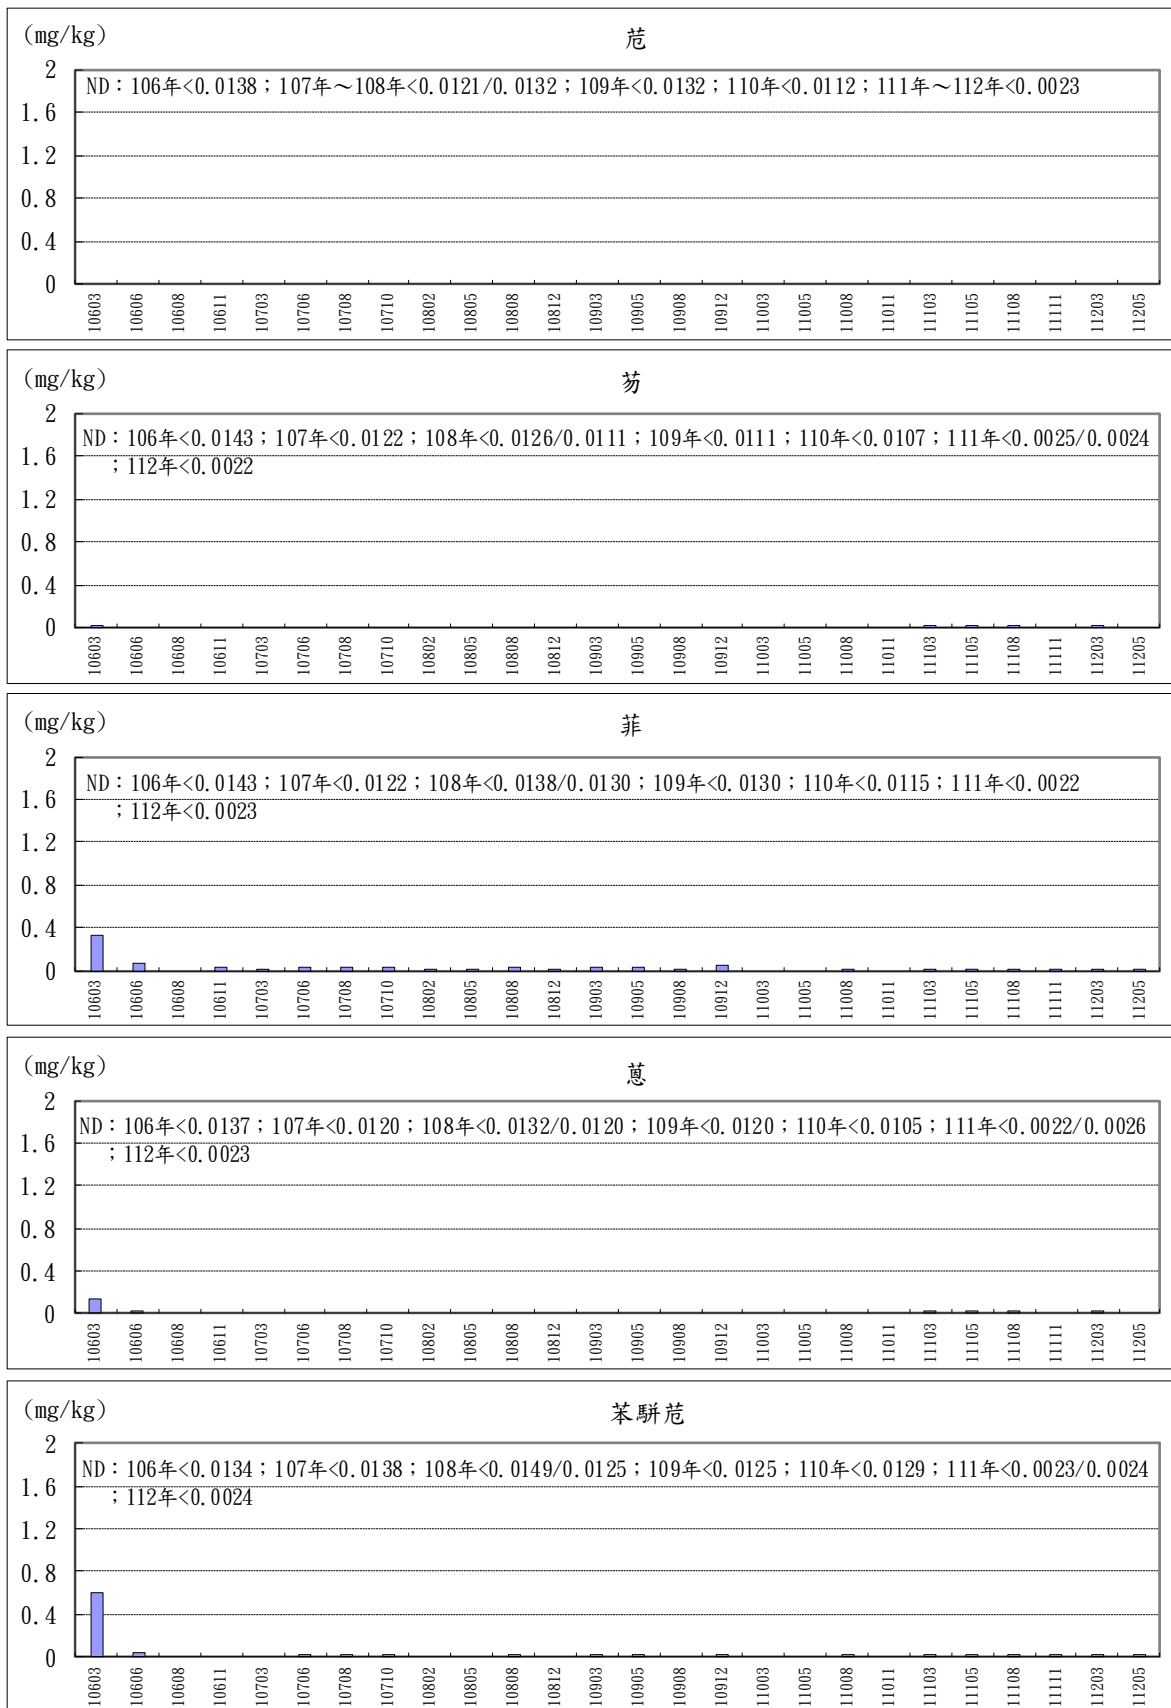 (mg/kg)
苊
ND：106年<0.0138；107年～108年<0.0121/0.0132；109年<0.0132；110年<0.0112；111年～112年<0.0023
2
1.6
1.2
0.8
0.4
0
10603 10606 10608 10611 10703 10706 10708 10710 10802 10805 10808 10812 10903 10905 10908 10912 11003 11005 11008 11011 11103 11105 11108 11111 11203 11205
(mg/kg)
芴
ND：106年<0.0143；107年<0.0122；108年<0.0126/0.0111；109年<0.0111；110年<0.0107；111年<0.0025/0.0024
；112年<0.0022
2
1.6
1.2
0.8
0.4
0
10603 10606 10608 10611 10703 10706 10708 10710 10802 10805 10808 10812 10903 10905 10908 10912 11003 11005 11008 11011 11103 11105 11108 11111 11203 11205
(mg/kg)
菲
ND：106年<0.0143；107年<0.0122；108年<0.0138/0.0130；109年<0.0130；110年<0.0115；111年<0.0022
；112年<0.0023
2
1.6
1.2
0.8
0.4
0
10603 10606 10608 10611 10703 10706 10708 10710 10802 10805 10808 10812 10903 10905 10908 10912 11003 11005 11008 11011 11103 11105 11108 11111 11203 11205
(mg/kg)
蒽
ND：106年<0.0137；107年<0.0120；108年<0.0132/0.0120；109年<0.0120；110年<0.0105；111年<0.0022/0.0026
；112年<0.0023
2
1.6
1.2
0.8
0.4
0
10603 10606 10608 10611 10703 10706 10708 10710 10802 10805 10808 10812 10903 10905 10908 10912 11003 11005 11008 11011 11103 11105 11108 11111 11203 11205
(mg/kg)
苯駢苊
ND：106年<0.0134；107年<0.0138；108年<0.0149/0.0125；109年<0.0125；110年<0.0129；111年<0.0023/0.0024
；112年<0.0024
2
1.6
1.2
0.8
0.4
0
10603 10606 10608 10611 10703 10706 10708 10710 10802 10805 10808 10812 10903 10905 10908 10912 11003 11005 11008 11011 11103 11105 11108 11111 11203 11205